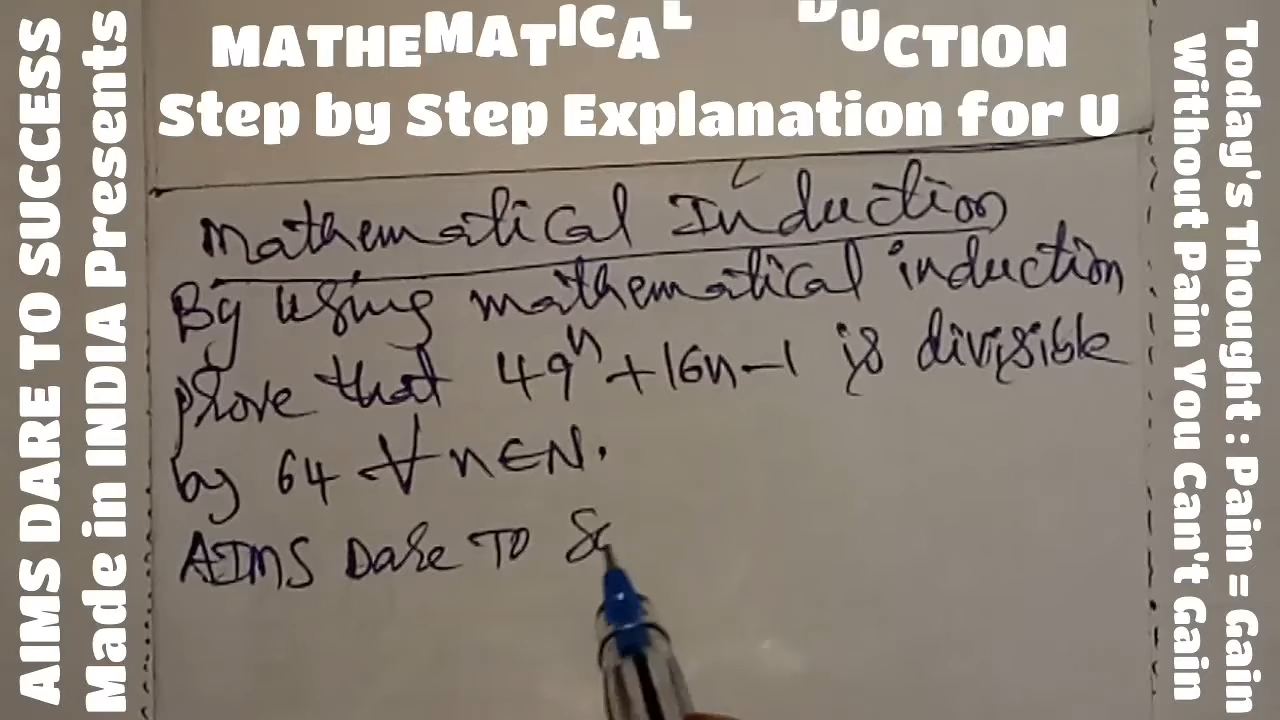 AIMS DARE TO SUCCESS
Made in INDIA Presents
MATHEMATICAL DUCTION
Step by Step Explanation for U
Mathematical Induction
By using mathematical induction
prove that 49ⁿ+16n-1 is divisible
by 64 ∀ n∈N.
AIMS Dare TO S
Today's Thought : Pain = Gain
Without Pain You Can't Gain